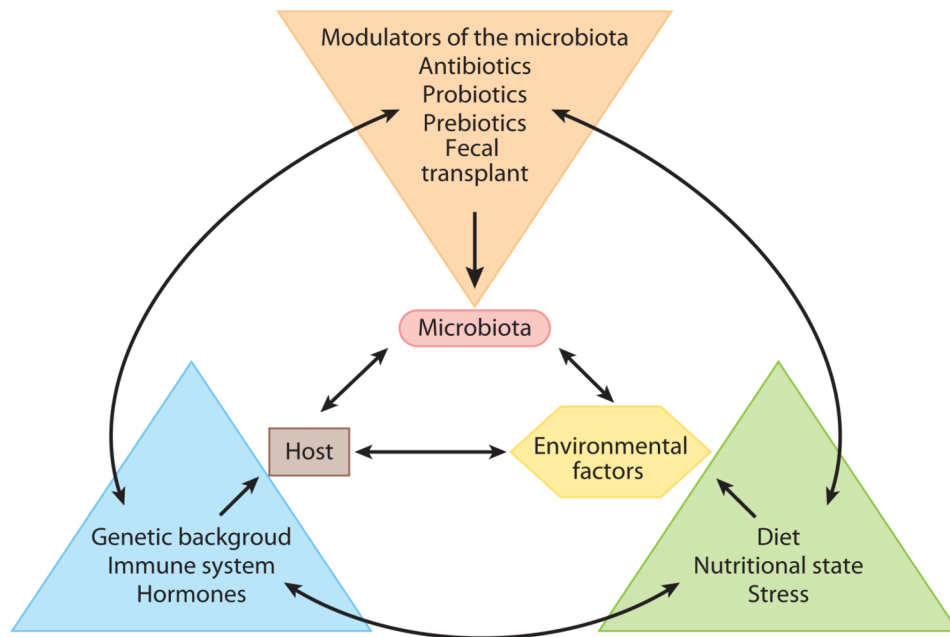 Modulators of the microbiota
Antibiotics
Probiotics
Prebiotics
Fecal
transplant
Microbiota
Host
Environmental
factors
Genetic backgroud
Immune system
Hormones
Diet
Nutritional state
Stress